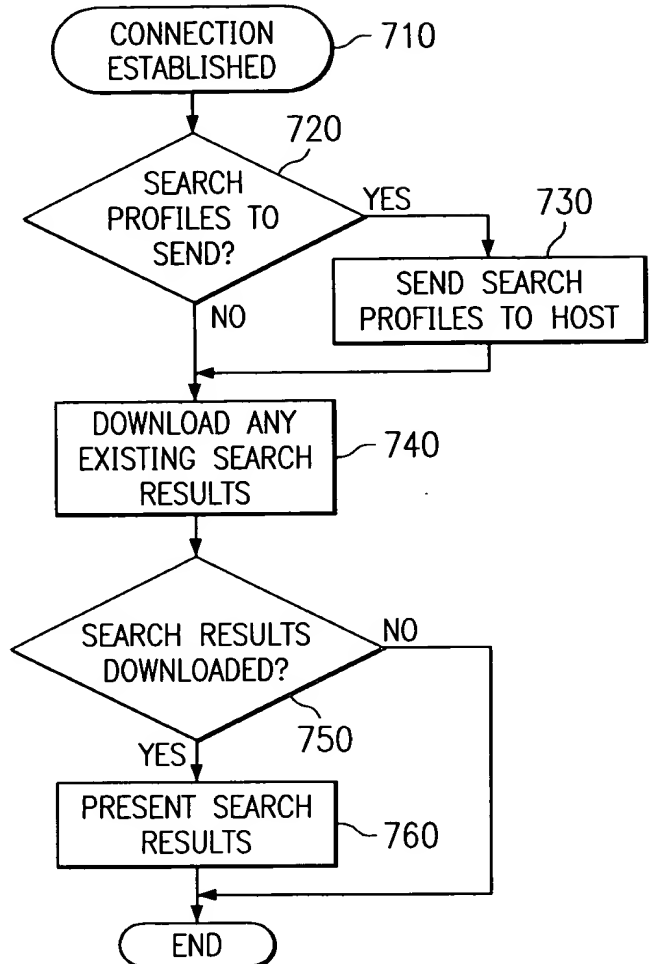 CONNECTION
ESTABLISHED
710
720
SEARCH
PROFILES TO
SEND?
YES
730
SEND SEARCH
PROFILES TO HOST
NO
DOWNLOAD ANY
EXISTING SEARCH
RESULTS
740
SEARCH RESULTS
DOWNLOADED?
NO
750
YES
PRESENT SEARCH
RESULTS
760
END